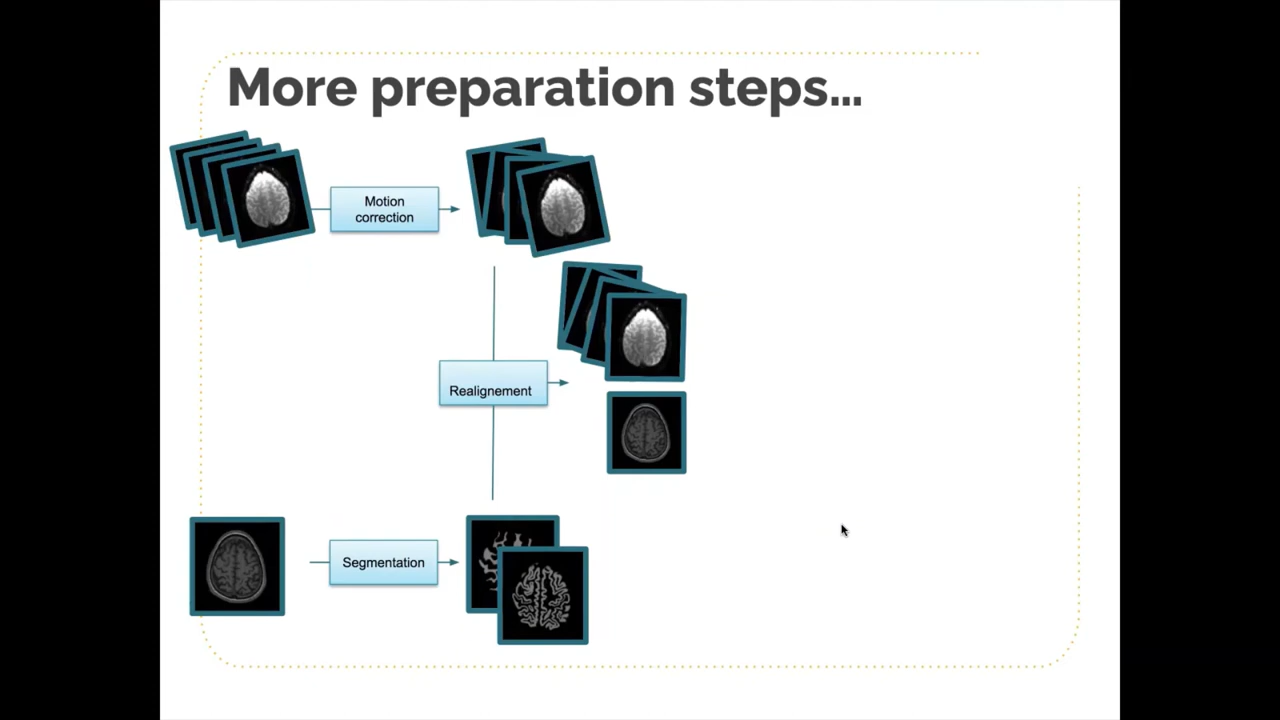 More preparation steps...
Motion
correction
Realignement
Segmentation